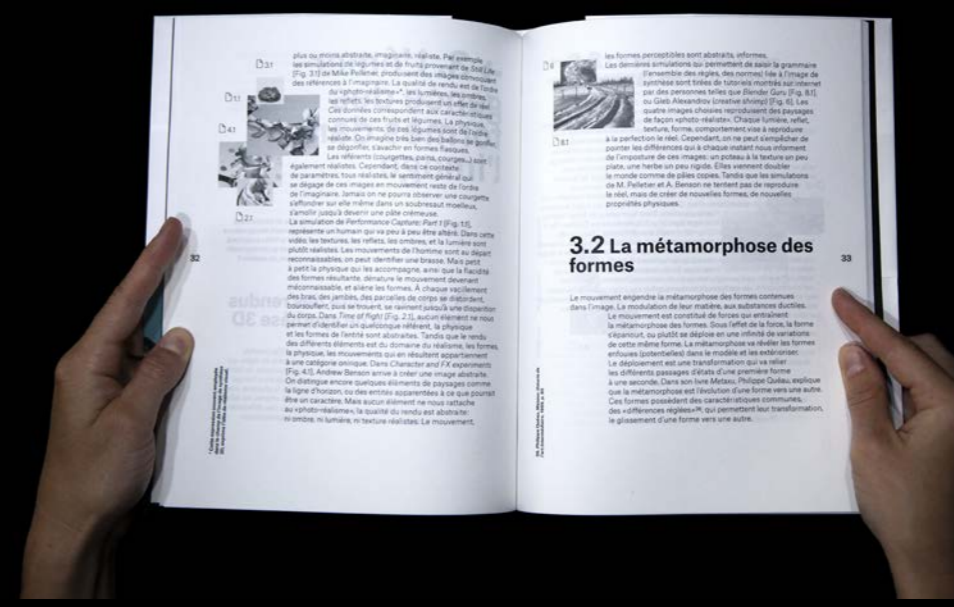 plus ou moins abstraite, imaginaire, réaliste. Par exemple
les simulations de légumes et de fruits provenant de Still Life
[Fig. 3.1] de Mike Pelletier, produisent des images convoquant
des références à l'imaginaire. La qualité de rendu est de l'ordre
du «photo-réalisme»*, les lumières, les ombres,
les reflets, les textures produisent un effet de réel.
Ces données correspondent aux caractéristiques
connues de ces fruits et légumes. La physique,
les mouvements, de ces légumes sont de l'ordre
réaliste. On imagine très bien des ballons se gonfler,
se dégonfler, s'avachir en formes flasques.
Les référents (courgettes, pains, courges...) sont
également réalistes. Cependant, dans ce contexte
de paramètres, tous réalistes, le sentiment général qui
se dégage de ces images en mouvement reste de l'ordre
de l'imaginaire. Jamais on ne pourra observer une courgette
s'effondrer sur elle même dans un soubresaut moelleux,
s'amollir jusqu'à devenir une pâte crémeuse.
La simulation de Performance Capture: Part 1 [Fig. 1.1],
représente un humain qui va peu à peu être altéré. Dans cette
vidéo, les textures, les reflets, les ombres, et la lumière sont
plutôt réalistes. Les mouvements de l'homme sont au départ
reconnaissables, on peut identifier une brasse. Mais petit
à petit la physique qui les accompagne, ainsi que la flacidité
des formes résultante, dénature le mouvement devenant
méconnaissable, et aliène les formes. À chaque vacillement
des bras, des jambes, des parcelles de corps se distordent,
boursouflent, puis se trouent, se ravinent jusqu'à une disparition
du corps. Dans Time of flight [Fig. 2.1], aucun élément ne nous
permet d'identifier un quelconque référent, la physique
et les formes de l'entité sont abstraites. Tandis que le rendu
des différents éléments est du domaine du réalisme, les formes,
la physique, les mouvements qui en résultent appartiennent
à une catégorie onirique. Dans Character and FX experiments
[Fig. 4.1], Andrew Benson arrive à créer une image abstraite.
On distingue encore quelques éléments de paysages comme
la ligne d'horizon, ou des entités apparentées à ce que pourrait
être un caractère. Mais aucun élément ne nous rattache
au «photo-réalisme», la qualité du rendu est abstraite:
ni ombre, ni lumière, ni texture réalistes. Le mouvement,
3.1
1.1
4.1
2.1
32
* Cette expression souvent employée
dans le champ de l'image de synthèse
3D, exprime l'idée de réalisme visuel.
les formes perceptibles sont abstraits, informes.
Les dernières simulations qui permettent de saisir la grammaire
(l'ensemble des règles, des normes) liée à l'image de
synthèse sont tirées de tutoriels montrés sur internet
par des personnes telles que Blender Guru [Fig. 8.1]
ou Gleb Alexandrov (creative shrimp) [Fig. 6]. Les
quatre images choisies reproduisent des paysages
de façon «photo-réaliste». Chaque lumière, reflet,
texture, forme, comportement vise à reproduire
à la perfection le réel. Cependant, on ne peut s'empêcher de
pointer les différences qui à chaque instant nous informent
de l'imposture de ces images: un poteau à la texture un peu
plate, une herbe un peu rigide. Elles viennent doubler
le monde comme de pâles copies. Tandis que les simulations
de M. Pelletier et A. Benson ne tentent pas de reproduire
le réel, mais de créer de nouvelles formes, de nouvelles
propriétés physiques.
6
8.1
3.2 La métamorphose des
formes
33
Le mouvement engendre la métamorphose des formes contenues
dans l'image. La modulation de leur matière, aux substances ductiles.
Le mouvement est constitué de forces qui entraînent
la métamorphose des formes. Sous l'effet de la force, la forme
s'épanouit, ou plutôt se déploie en une infinité de variations
de cette même forme. La métamorphose va révéler les formes
enfouies (potentielles) dans le modèle et les extérioriser.
Le déploiement est une transformation qui va relier
les différents passages d'états d'une première forme
à une seconde. Dans son livre Metaxu, Philippe Quéau, explique
que la métamorphose est l'évolution d'une forme vers une autre.
Ces formes possèdent des caractéristiques communes,
des «différences réglées», qui permettent leur transformation,
le glissement d'une forme vers une autre.